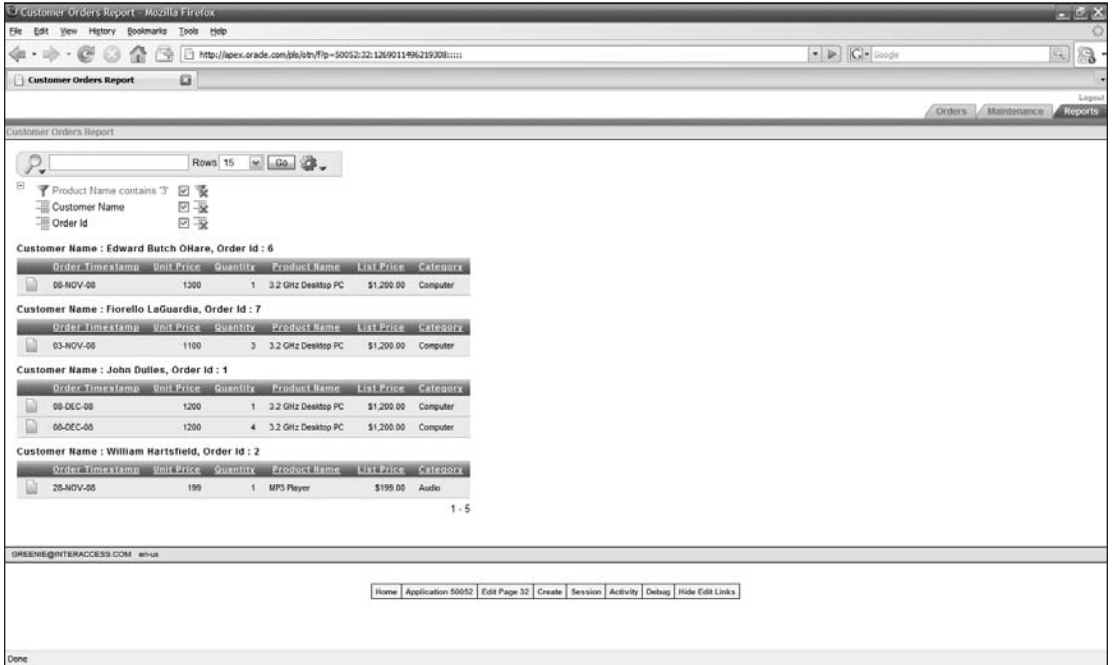 Customer Orders Report - Mozilla Firefox
File Edit View History Bookmarks Tools Help
http://apex.oracle.com/pls/otn/f?p=50052:32:1269011496219308:::::
Google
Customer Orders Report
Logout
Orders Maintenance Reports
Customer Orders Report
Rows 15 Go
Product Name contains '3'
Customer Name
Order Id
Customer Name : Edward Butch OHare, Order Id : 6
Order Timestamp Unit Price Quantity Product Name List Price Category
08-NOV-08 1300 1 3.2 GHz Desktop PC $1,200.00 Computer
Customer Name : Fiorello LaGuardia, Order Id : 7
Order Timestamp Unit Price Quantity Product Name List Price Category
03-NOV-08 1100 3 3.2 GHz Desktop PC $1,200.00 Computer
Customer Name : John Dulles, Order Id : 1
Order Timestamp Unit Price Quantity Product Name List Price Category
08-DEC-08 1200 1 3.2 GHz Desktop PC $1,200.00 Computer
08-DEC-08 1200 4 3.2 GHz Desktop PC $1,200.00 Computer
Customer Name : William Hartsfield, Order Id : 2
Order Timestamp Unit Price Quantity Product Name List Price Category
28-NOV-08 199 1 MP3 Player $199.00 Audio
1 - 5
GREENIE@INTERACCESS.COM en-us
Home Application 50052 Edit Page 32 Create Session Activity Debug Hide Edit Links
Done